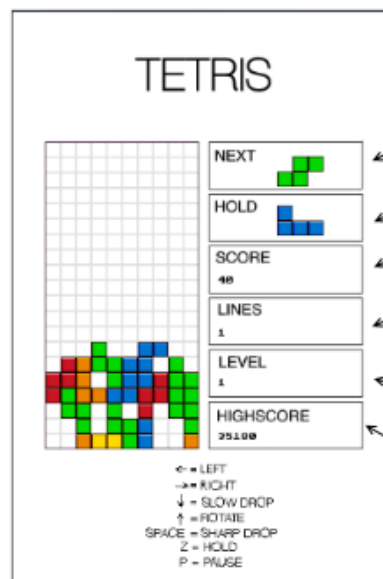 TETRIS
NEXT
HOLD
SCORE
40
LINES
1
LEVEL
1
HIGHSCORE
35190
← = LEFT
→ = RIGHT
↓ = SLOW DROP
↑ = ROTATE
SPACE = SHARP DROP
Z = HOLD
P = PAUSE